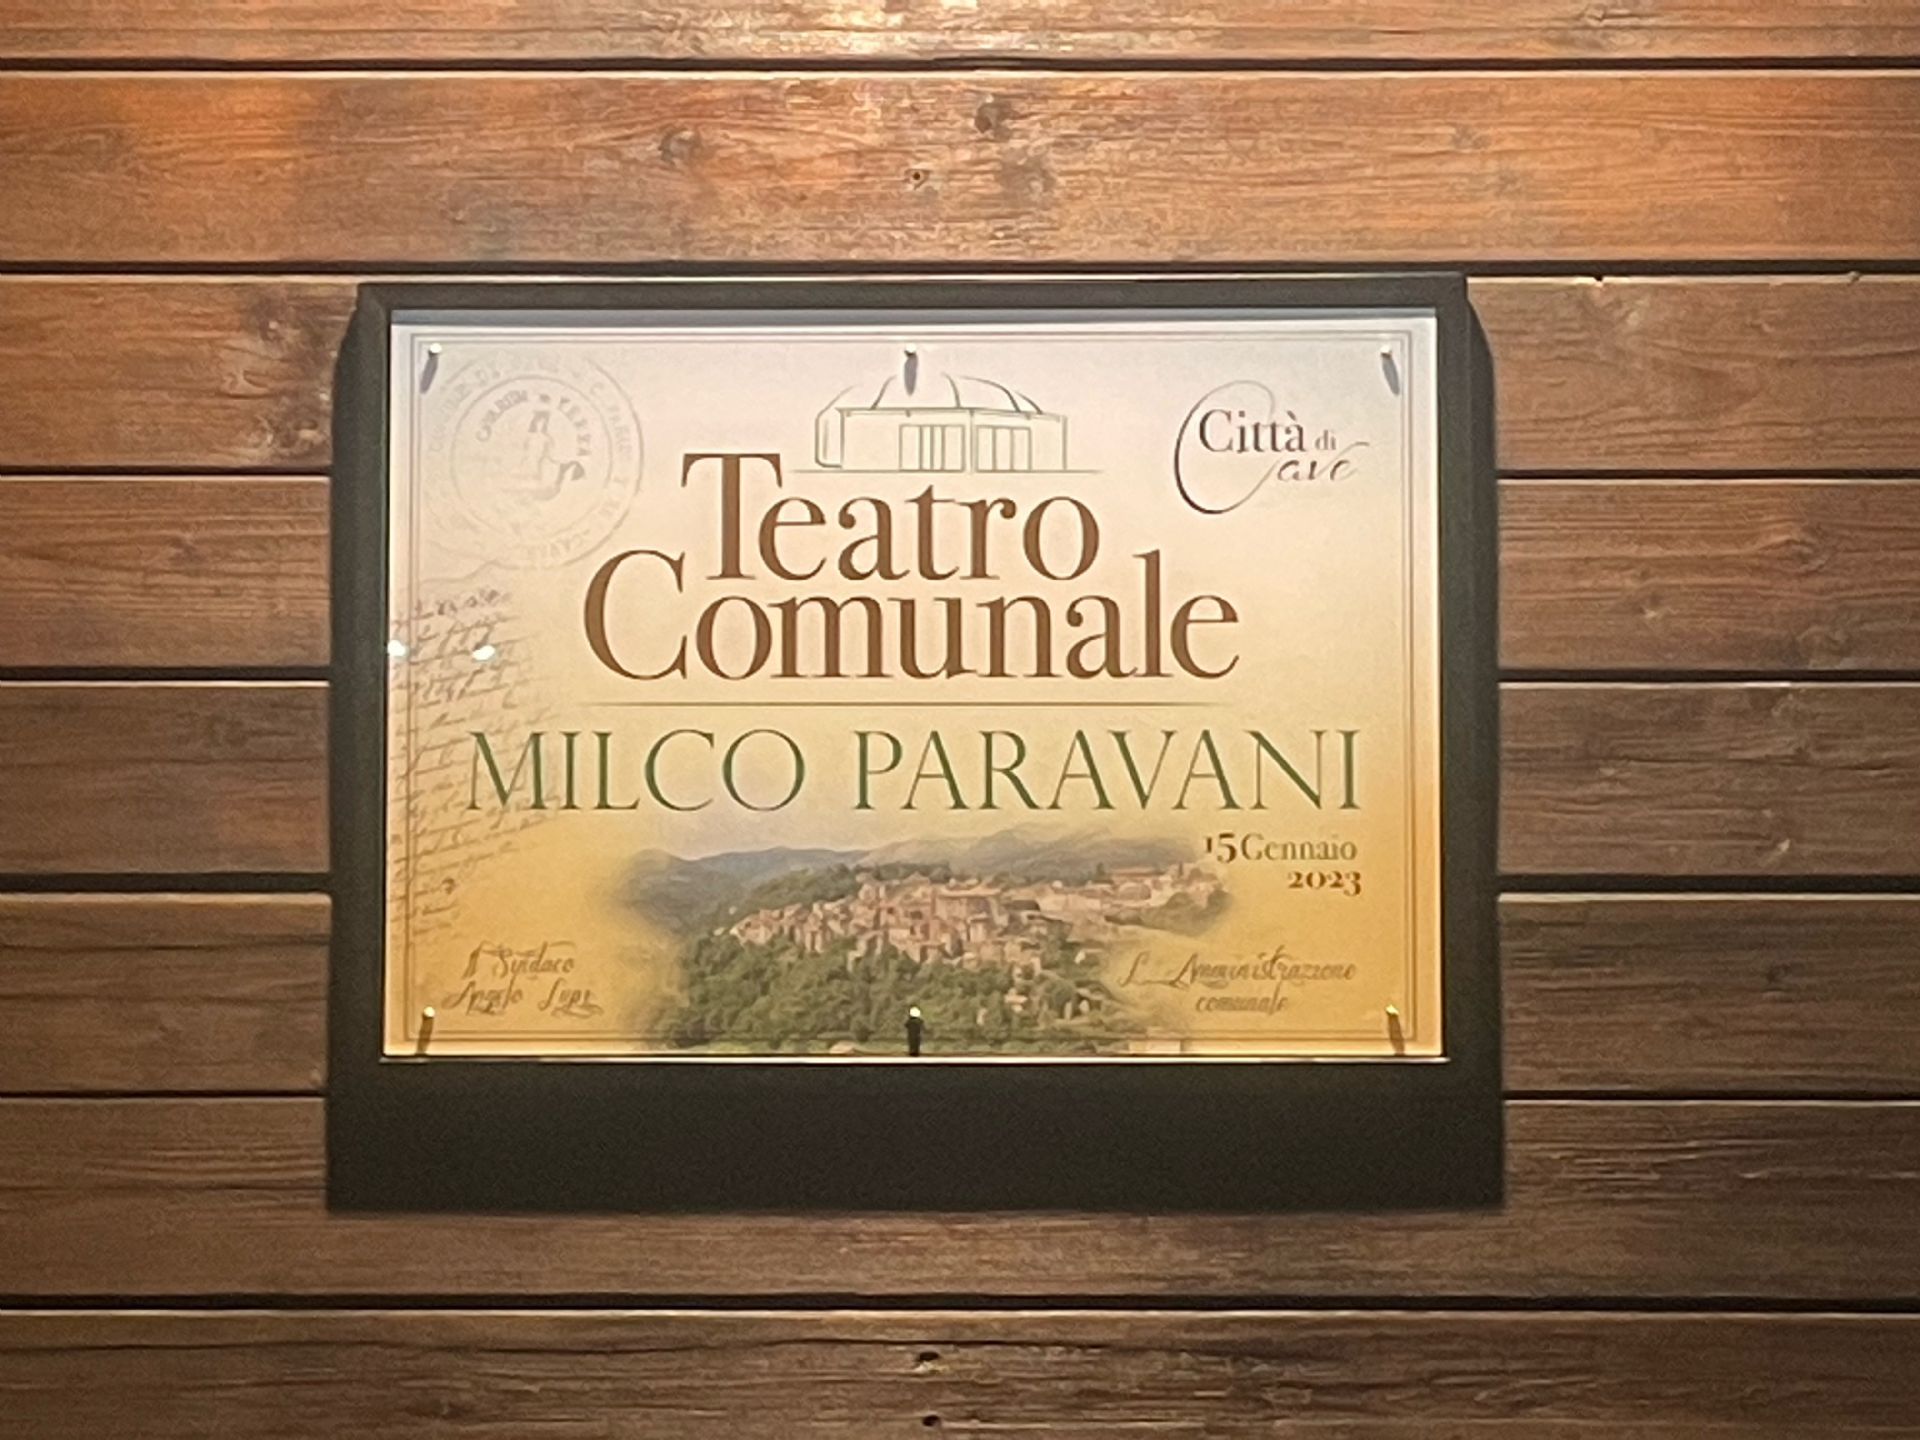 Città di
Cave
Teatro
Comunale
MILCO PARAVANI
15 Gennaio
2023
Il Sindaco
Angelo Lupi
L'Amministrazione
comunale